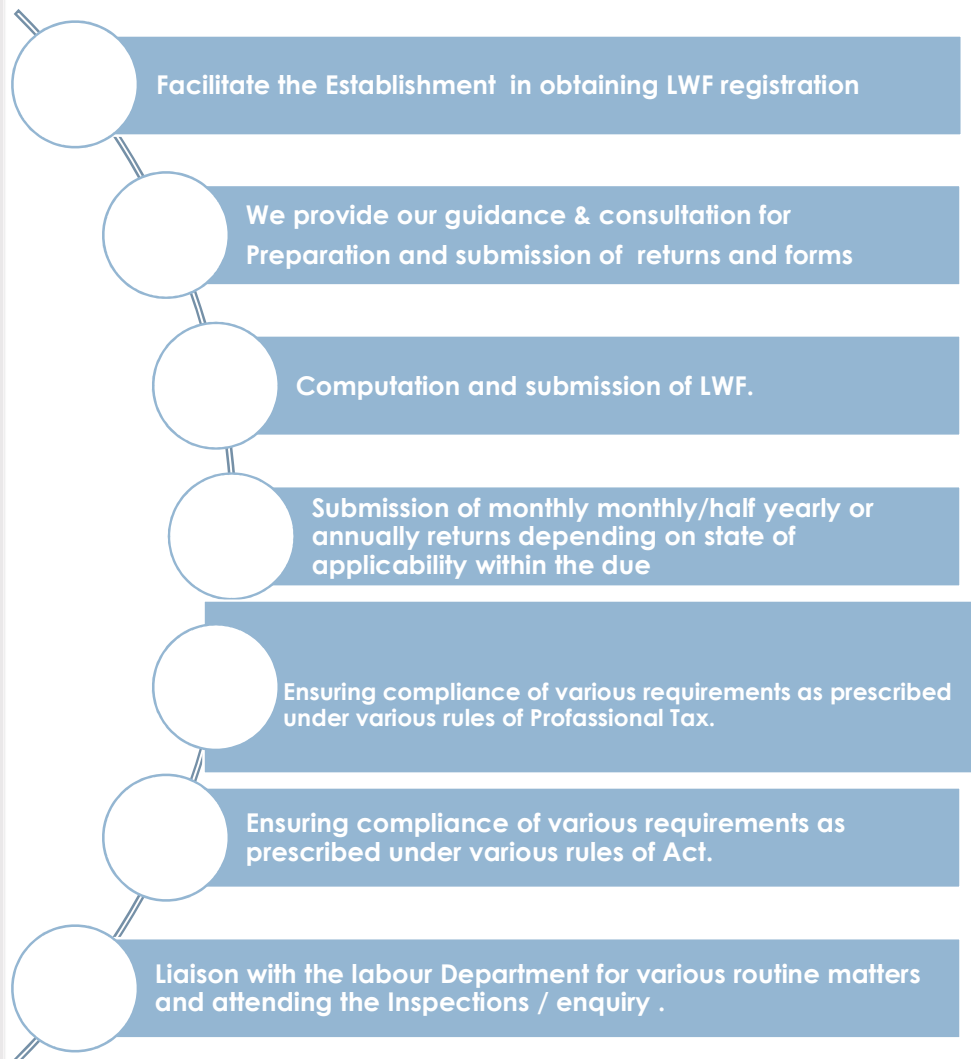 Facilitate the Establishment in obtaining LWF registration
We provide our guidance & consultation for
Preparation and submission of returns and forms
Computation and submission of LWF.
Submission of monthly monthly/half yearly or
annually returns depending on state of
applicability within the due
Ensuring compliance of various requirements as prescribed
under various rules of Profassional Tax.
Ensuring compliance of various requirements as
prescribed under various rules of Act.
Liaison with the labour Department for various routine matters
and attending the Inspections / enquiry .